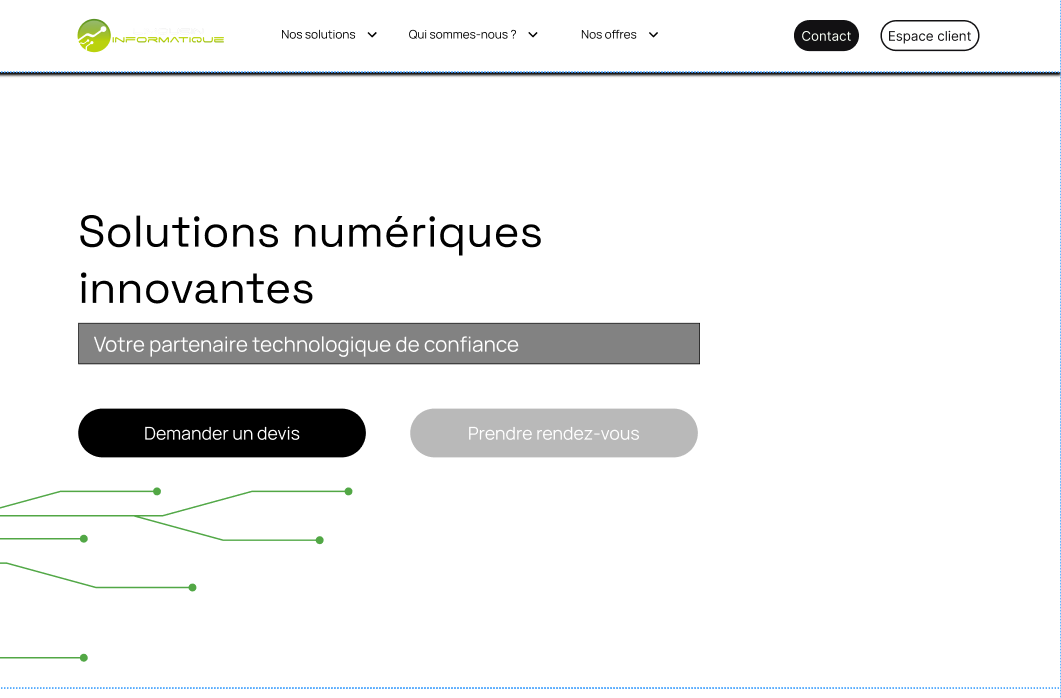 INFORMATIQUE
Nos solutions
Qui sommes-nous ?
Nos offres
Contact
Espace client
Solutions numériques
innovantes
Votre partenaire technologique de confiance
Demander un devis
Prendre rendez-vous